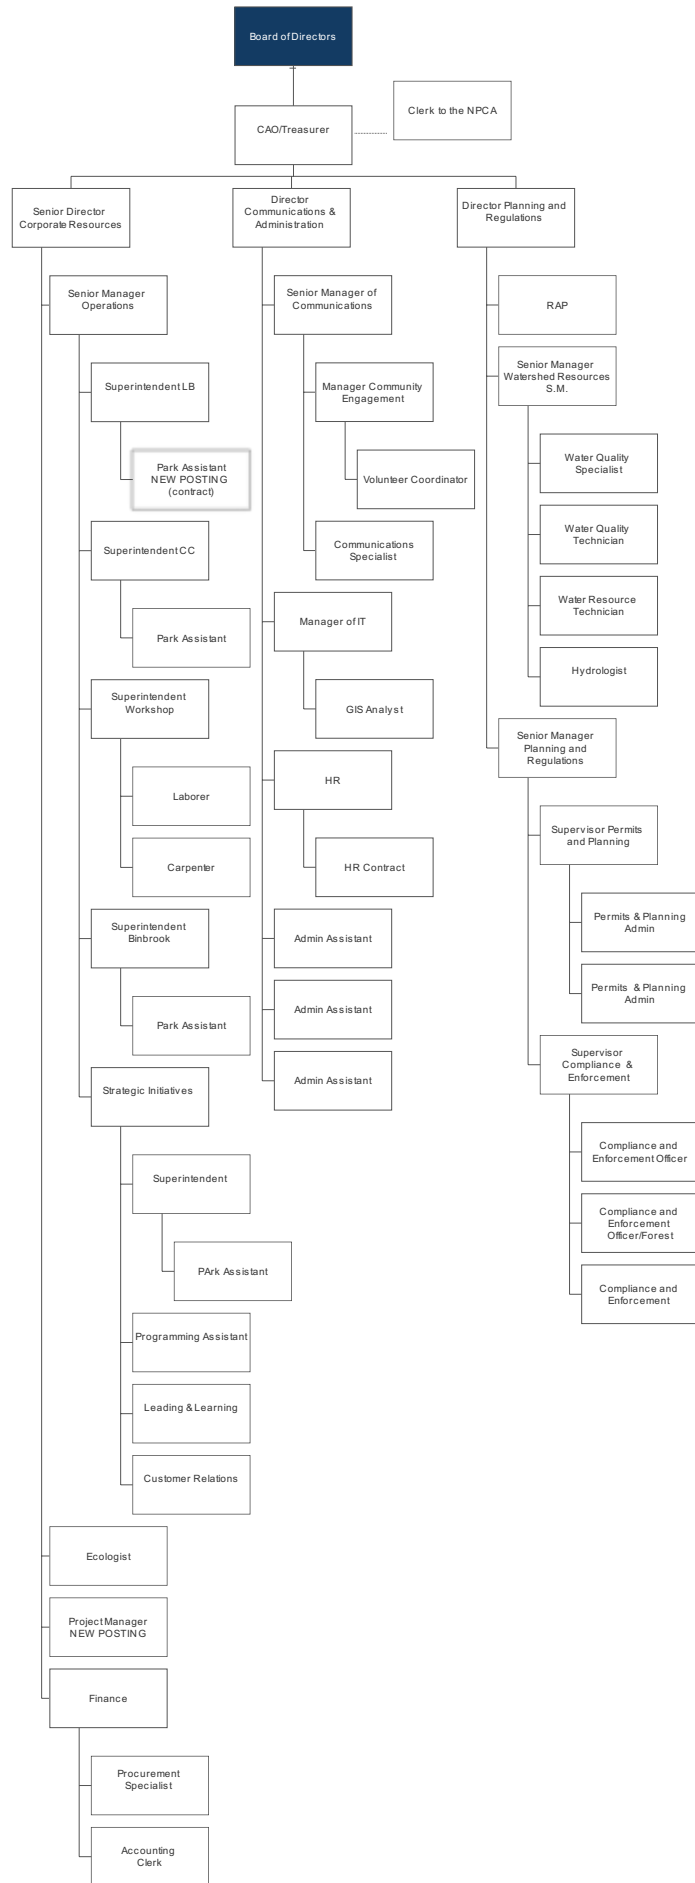 Board of Directors
Clerk to the NPCA
CAO/Treasurer
Senior Director
Corporate Resources
Director
Communications &
Administration
Director Planning and
Regulations
Senior Manager
Operations
Superintendent LB
Park Assistant
NEW POSTING
(contract)
Superintendent CC
Park Assistant
Superintendent
Workshop
Laborer
Carpenter
Superintendent
Binbrook
Park Assistant
Strategic Initiatives
Superintendent
PArk Assistant
Programming Assistant
Leading & Learning
Customer Relations
Ecologist
Project Manager
NEW POSTING
Finance
Procurement
Specialist
Accounting
Clerk
Senior Manager of
Communications
Manager Community
Engagement
Volunteer Coordinator
Communications
Specialist
Manager of IT
GIS Analyst
HR
HR Contract
Admin Assistant
Admin Assistant
Admin Assistant
RAP
Senior Manager
Watershed Resources
S.M.
Water Quality
Specialist
Water Quality
Technician
Water Resource
Technician
Hydrologist
Senior Manager
Planning and
Regulations
Supervisor Permits
and Planning
Permits & Planning
Admin
Permits & Planning
Admin
Supervisor
Compliance &
Enforcement
Compliance and
Enforcement Officer
Compliance and
Enforcement
Officer/Forest
Compliance and
Enforcement